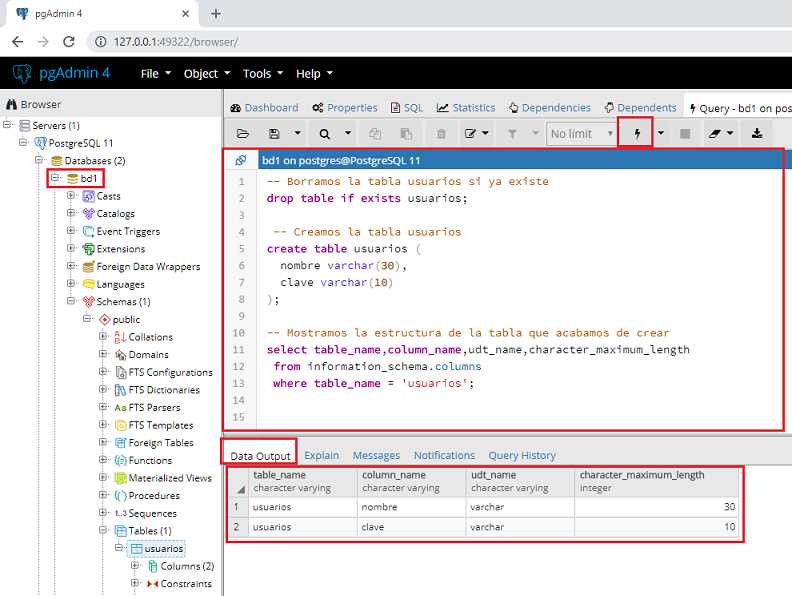 pgAdmin 4
127.0.0.1:49322/browser/
pgAdmin 4 File Object Tools Help
Browser
Dashboard Properties SQL Statistics Dependencies Dependents Query - bd1 on pos
No limit
Servers (1)
PostgreSQL 11
Databases (2)
bd1
Casts
Catalogs
Event Triggers
Extensions
Foreign Data Wrappers
Languages
Schemas (1)
public
Collations
Domains
FTS Configurations
FTS Dictionaries
FTS Parsers
FTS Templates
Foreign Tables
Functions
Materialized Views
Procedures
Sequences
Tables (1)
usuarios
Columns (2)
Constraints
bd1 on postgres@PostgreSQL 11
1 -- Borramos la tabla usuarios si ya existe
2 drop table if exists usuarios;
3
4 -- Creamos la tabla usuarios
5 create table usuarios (
6 nombre varchar(30),
7 clave varchar(10)
8 );
9
10 -- Mostramos la estructura de la tabla que acabamos de crear
11 select table_name,column_name,udt_name,character_maximum_length
12 from information_schema.columns
13 where table_name = 'usuarios';
14
15
Data Output Explain Messages Notifications Query History
table_name column_name udt_name character_maximum_length
character varying character varying character varying integer
1 usuarios nombre varchar 30
2 usuarios clave varchar 10